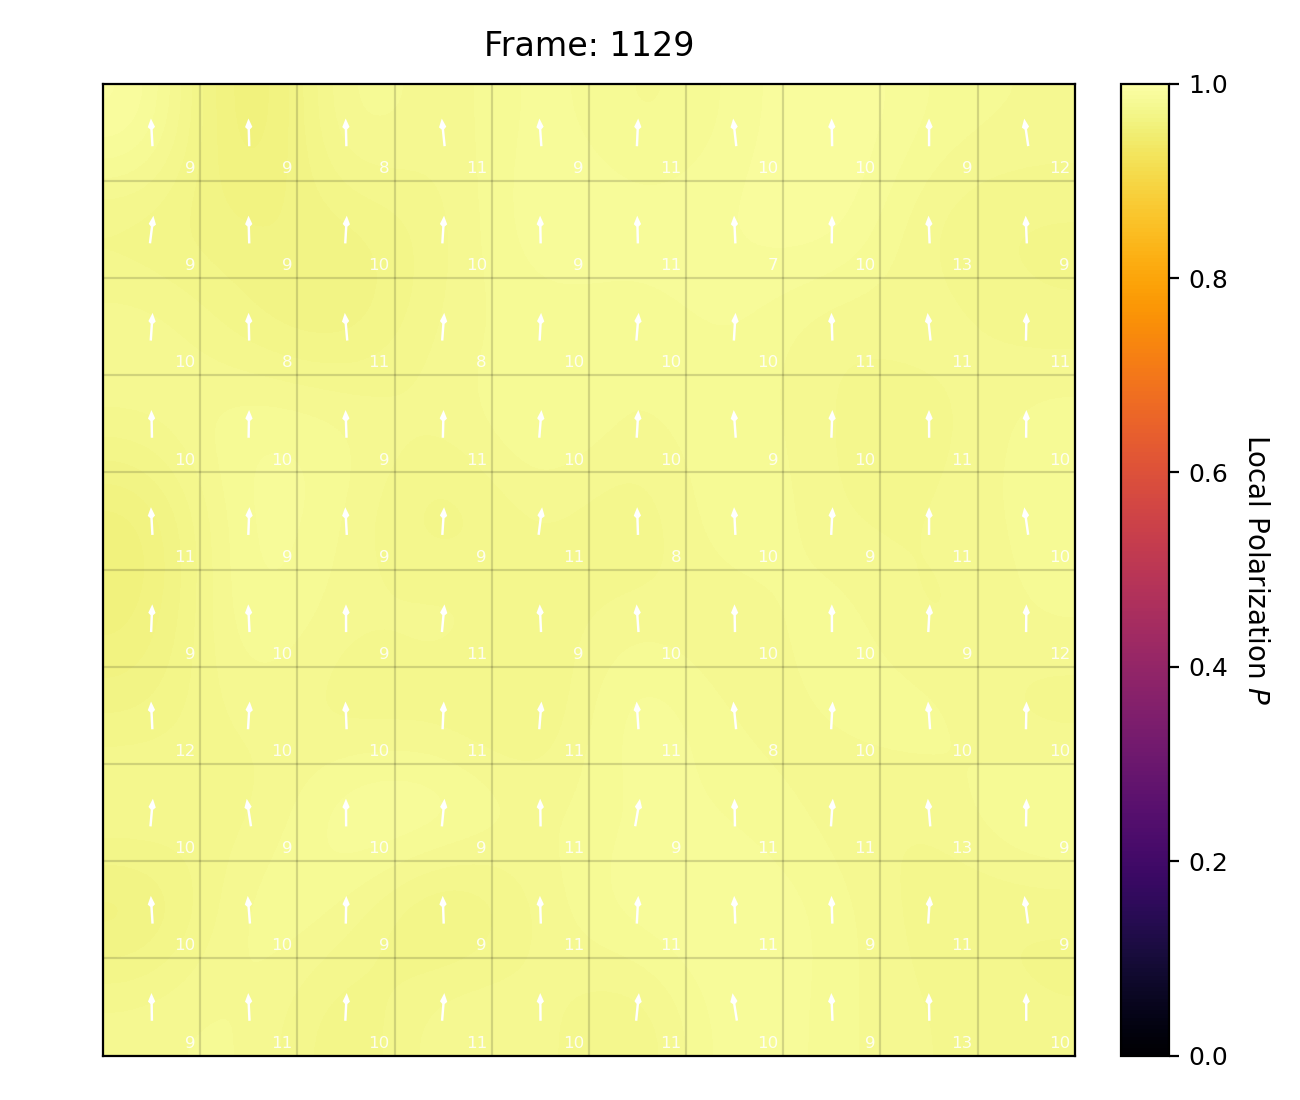 Frame: 1129
9 9 8 11 9 11 10 10 9 12
9 9 10 10 9 11 7 10 13 9
10 8 11 8 10 10 10 11 11 11
10 10 9 11 10 10 9 10 11 10
11 9 9 9 11 8 10 9 11 10
9 10 9 11 9 10 10 10 9 12
12 10 10 11 11 11 8 10 10 10
10 9 10 9 11 9 11 11 13 9
10 10 9 9 11 11 11 9 11 9
9 11 10 11 10 11 10 9 13 10
1.0
0.8
0.6
0.4
0.2
0.0
Local Polarization P